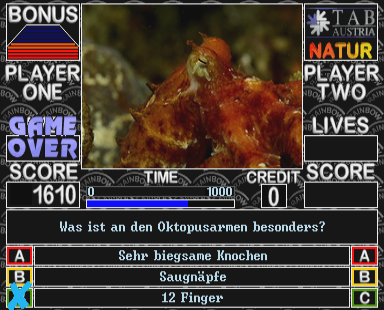 BONUS
PLAYER
ONE
GAME
OVER
SCORE
1610
TAB
AUSTRIA
NATUR
PLAYER
TWO
LIVES
SCORE
TIME
0 1000
CREDIT
0
Was ist an den Oktopusarmen besonders?
A Sehr biegsame Knochen A
B Saugnäpfe B
12 Finger C